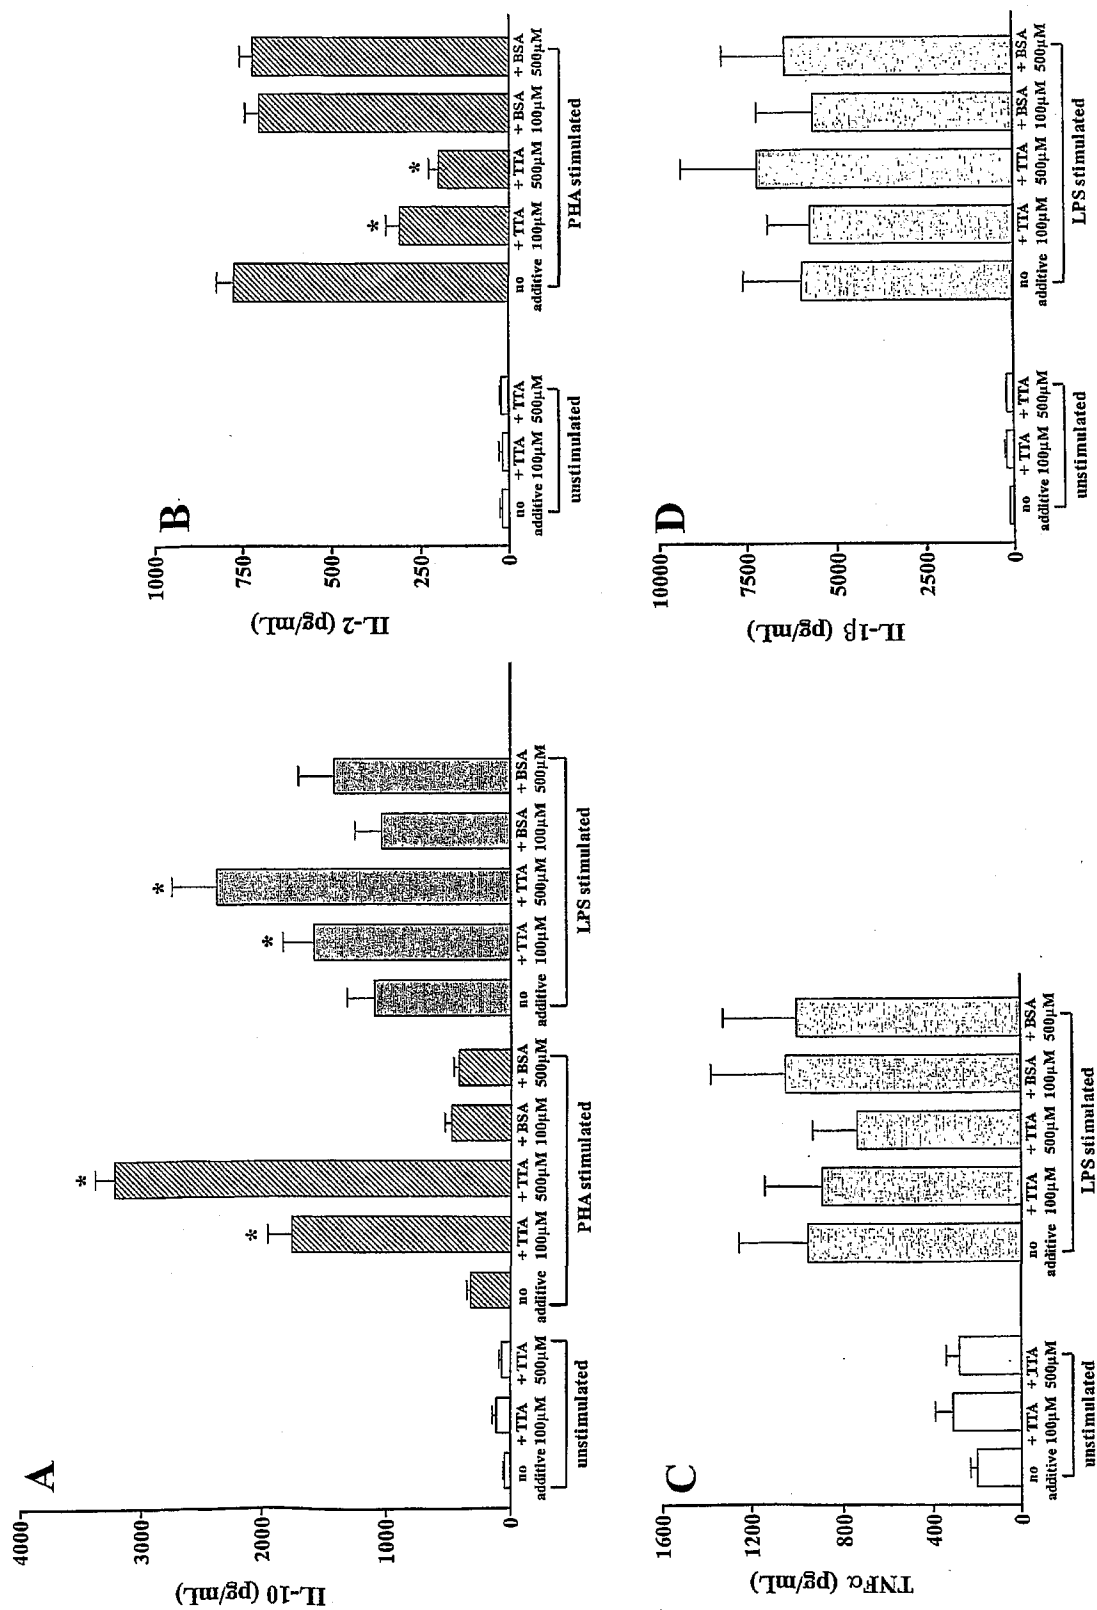 A
IL-10 (pg/mL)
4000
3000
2000
1000
0
no + TTA + TTA no + TTA + TTA + BSA + BSA no + TTA + TTA + BSA + BSA
additive 100µM 500µM additive 100µM 500µM 100µM 500µM additive 100µM 500µM 100µM 500µM
unstimulated PHA stimulated LPS stimulated
* * * *
B
IL-2 (pg/mL)
1000
750
500
250
0
no + TTA + TTA no + TTA + TTA + BSA + BSA
additive 100µM 500µM additive 100µM 500µM 100µM 500µM
unstimulated PHA stimulated
* *
C
TNFα (pg/mL)
1600
1200
800
400
0
no + TTA + TTA no + TTA + TTA + BSA + BSA
additive 100µM 500µM additive 100µM 500µM 100µM 500µM
unstimulated LPS stimulated
D
IL-1β (pg/mL)
10000
7500
5000
2500
0
no + TTA + TTA no + TTA + TTA + BSA + BSA
additive 100µM 500µM additive 100µM 500µM 100µM 500µM
unstimulated LPS stimulated